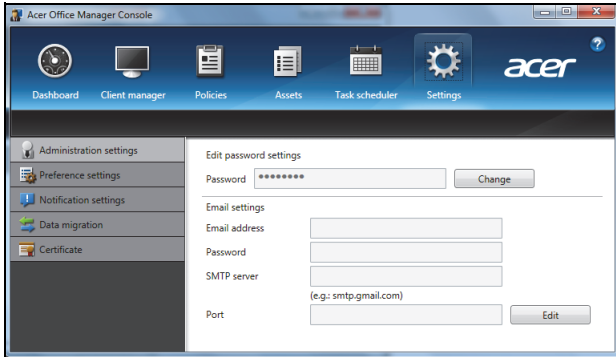 Acer Office Manager Console
?
Dashboard Client manager Policies Assets Task scheduler Settings acer
Administration settings
Preference settings
Notification settings
Data migration
Certificate
Edit password settings
Password ******** Change
Email settings
Email address
Password
SMTP server
(e.g.: smtp.gmail.com)
Port Edit